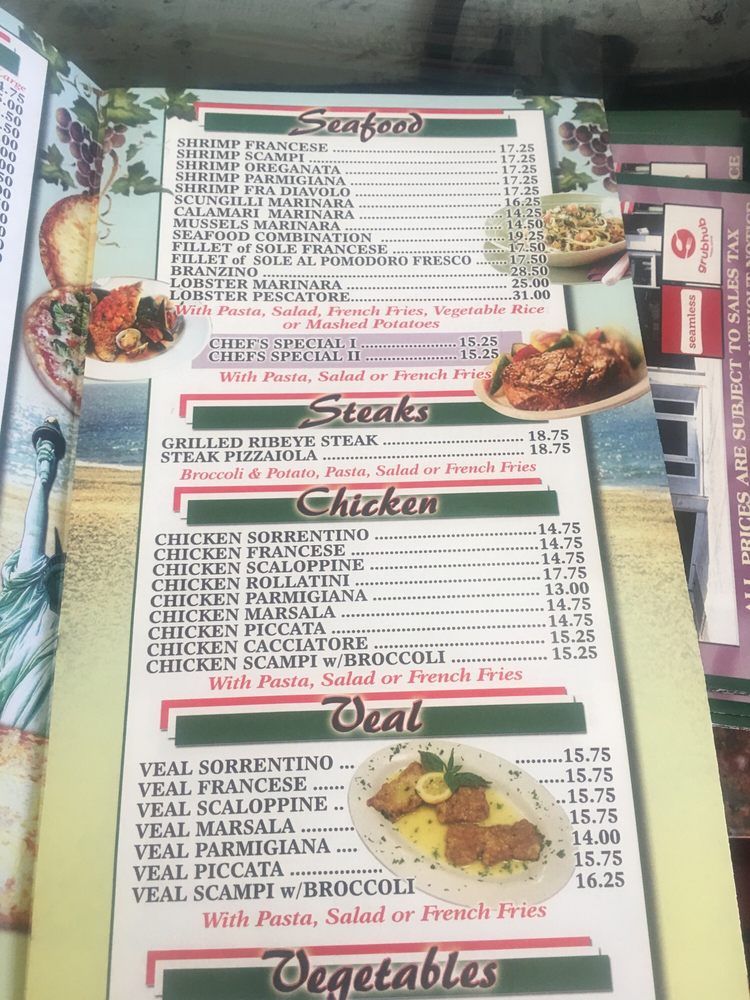 Large
4.75
Seafood
SHRIMP FRANCESE 17.25
SHRIMP SCAMPI 17.25
SHRIMP OREGANATA 17.25
SHRIMP PARMIGIANA 17.25
SHRIMP FRA DIAVOLO 17.25
SCUNGILLI MARINARA 16.25
CALAMARI MARINARA 14.25
MUSSELS MARINARA 14.50
SEAFOOD COMBINATION 19.25
FILLET of SOLE FRANCESE 17.50
FILLET of SOLE AL POMODORO FRESCO 17.50
BRANZINO 28.50
LOBSTER MARINARA 25.00
LOBSTER PESCATORE 31.00
With Pasta, Salad, French Fries, Vegetable Rice
or Mashed Potatoes
CHEF'S SPECIAL I 15.25
CHEF'S SPECIAL II 15.25
With Pasta, Salad or French Fries
Steaks
GRILLED RIBEYE STEAK 18.75
STEAK PIZZAIOLA 18.75
Broccoli & Potato, Pasta, Salad or French Fries
Chicken
CHICKEN SORRENTINO 14.75
CHICKEN FRANCESE 14.75
CHICKEN SCALOPPINE 14.75
CHICKEN ROLLATINI 17.75
CHICKEN PARMIGIANA 13.00
CHICKEN MARSALA 14.75
CHICKEN PICCATA 14.75
CHICKEN CACCIATORE 15.25
CHICKEN SCAMPI w/BROCCOLI 15.25
With Pasta, Salad or French Fries
Veal
VEAL SORRENTINO 15.75
VEAL FRANCESE 15.75
VEAL SCALOPPINE 15.75
VEAL MARSALA 15.75
VEAL PARMIGIANA 14.00
VEAL PICCATA 15.75
VEAL SCAMPI w/BROCCOLI 16.25
With Pasta, Salad or French Fries
Vegetables
grubhub
seamless
ALL PRICES ARE SUBJECT TO SALES TAX